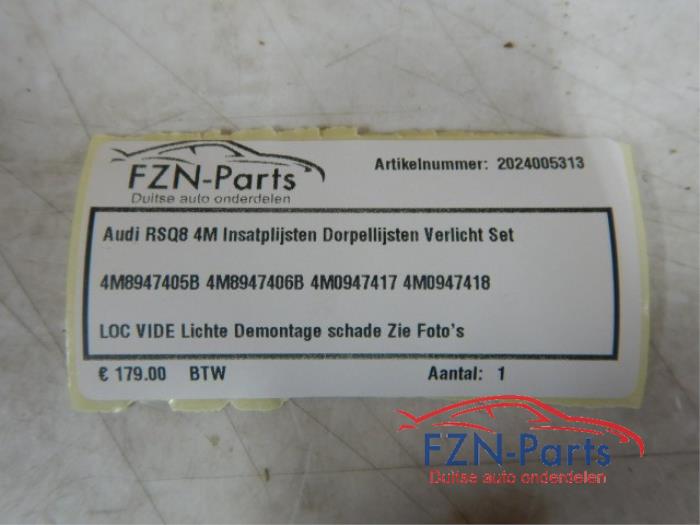 FZN-Parts
Duitse auto onderdelen
Artikelnummer: 2024005313
Audi RSQ8 4M Insatplijsten Dorpellijsten Verlicht Set
4M8947405B 4M8947406B 4M0947417 4M0947418
LOC VIDE Lichte Demontage schade Zie Foto's
€ 179.00 BTW Aantal: 1
FZN-Parts
Duitse auto onderdelen